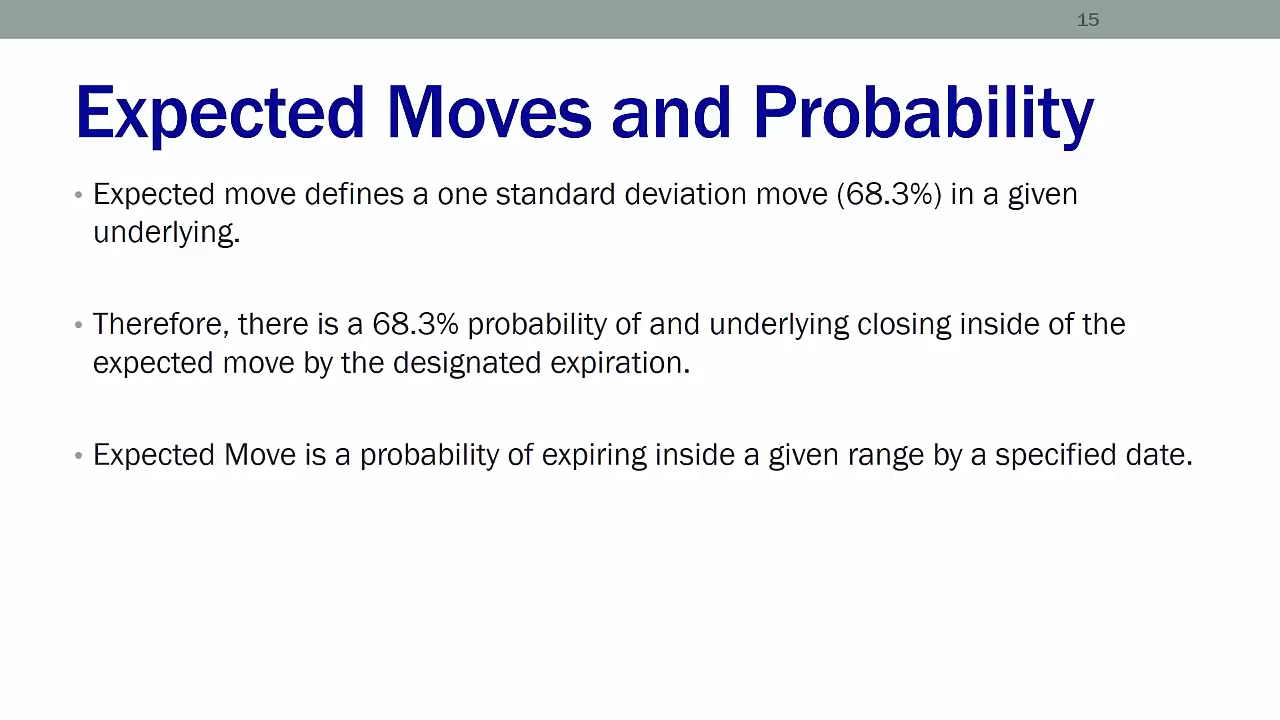 15
Expected Moves and Probability
• Expected move defines a one standard deviation move (68.3%) in a given
underlying.
• Therefore, there is a 68.3% probability of and underlying closing inside of the
expected move by the designated expiration.
• Expected Move is a probability of expiring inside a given range by a specified date.